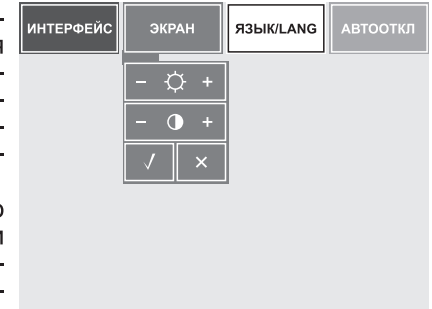 ИНТЕРФЕЙС ЭКРАН ЯЗЫК/LANG АВТООТКЛ
я
- +
- +
√ ×
о
и